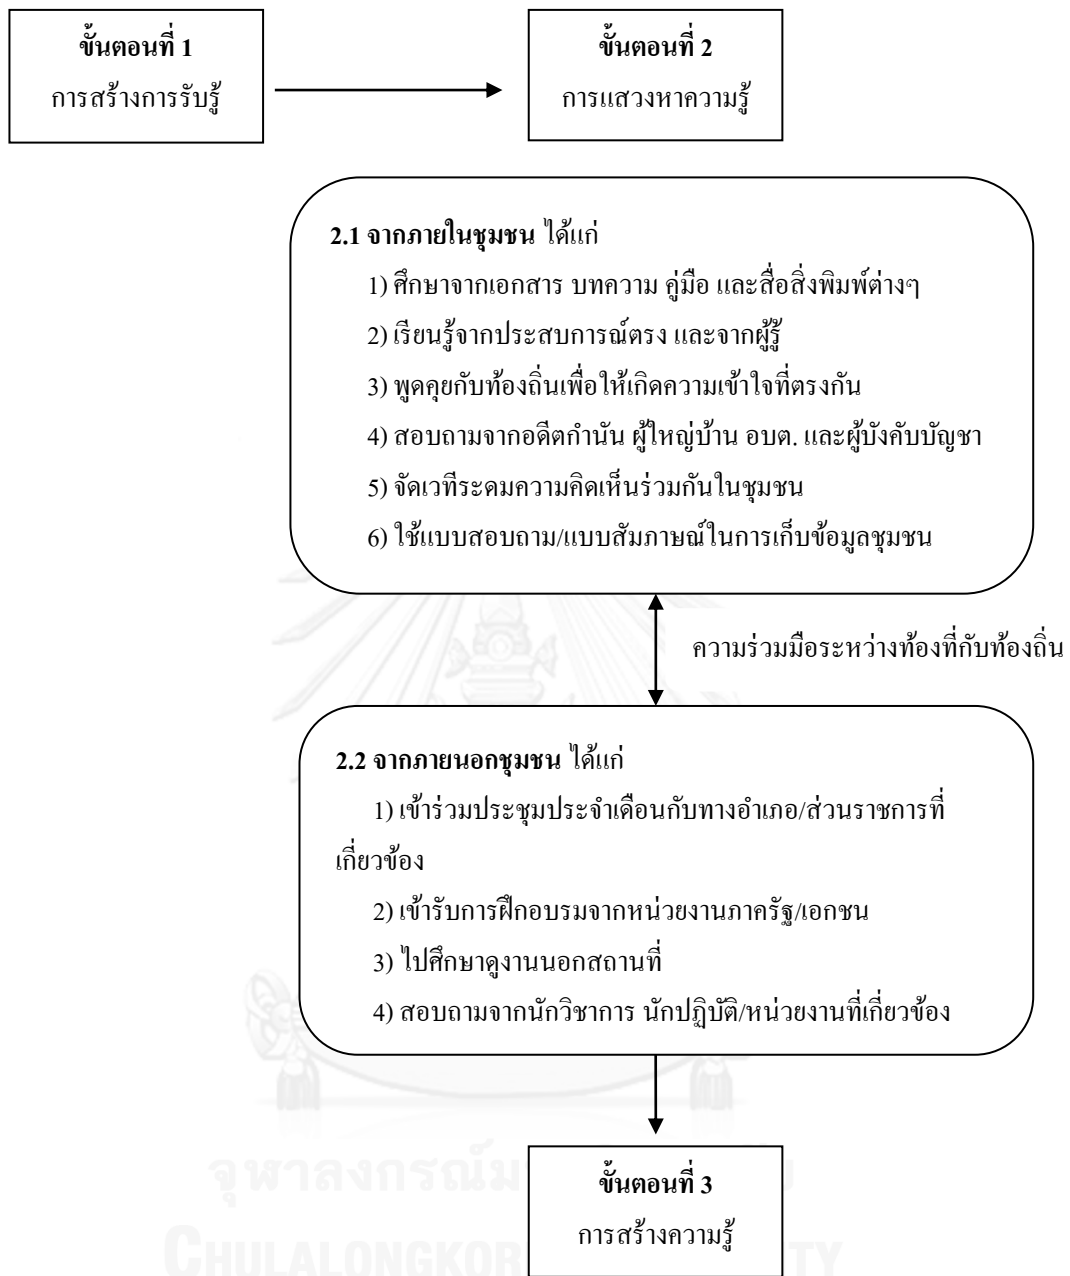 ขั้นตอนที่ 1
การสร้างการรับรู้
ขั้นตอนที่ 2
การแสวงหาความรู้
2.1 จากภายในชุมชน ได้แก่
1) ศึกษาจากเอกสาร บทความ คู่มือ และสื่อสิ่งพิมพ์ต่างๆ
2) เรียนรู้จากประสบการณ์ตรง และจากผู้รู้
3) พูดคุยกับท้องถิ่นเพื่อให้เกิดความเข้าใจที่ตรงกัน
4) สอบถามจากอดีตกำนัน ผู้ใหญ่บ้าน อบต. และผู้บังคับบัญชา
5) จัดเวทีระดมความคิดเห็นร่วมกันในชุมชน
6) ใช้แบบสอบถาม/แบบสัมภาษณ์ในการเก็บข้อมูลชุมชน
ความร่วมมือระหว่างท้องที่กับท้องถิ่น
2.2 จากภายนอกชุมชน ได้แก่
1) เข้าร่วมประชุมประจำเดือนกับทางอำเภอ/ส่วนราชการที่
เกี่ยวข้อง
2) เข้ารับการฝึกอบรมจากหน่วยงานภาครัฐ/เอกชน
3) ไปศึกษาดูงานนอกสถานที่
4) สอบถามจากนักวิชาการ นักปฏิบัติ/หน่วยงานที่เกี่ยวข้อง
ขั้นตอนที่ 3
การสร้างความรู้